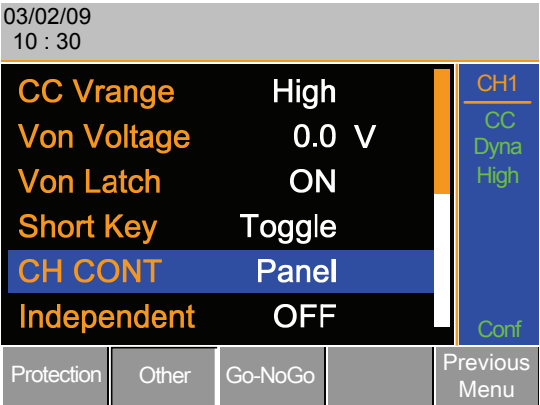 03/02/09
10 : 30
CC Vrange High
Von Voltage 0.0 V
Von Latch ON
Short Key Toggle
CH CONT Panel
Independent OFF
CH1
CC
Dyna
High
Conf
Protection Other Go-NoGo Previous Menu